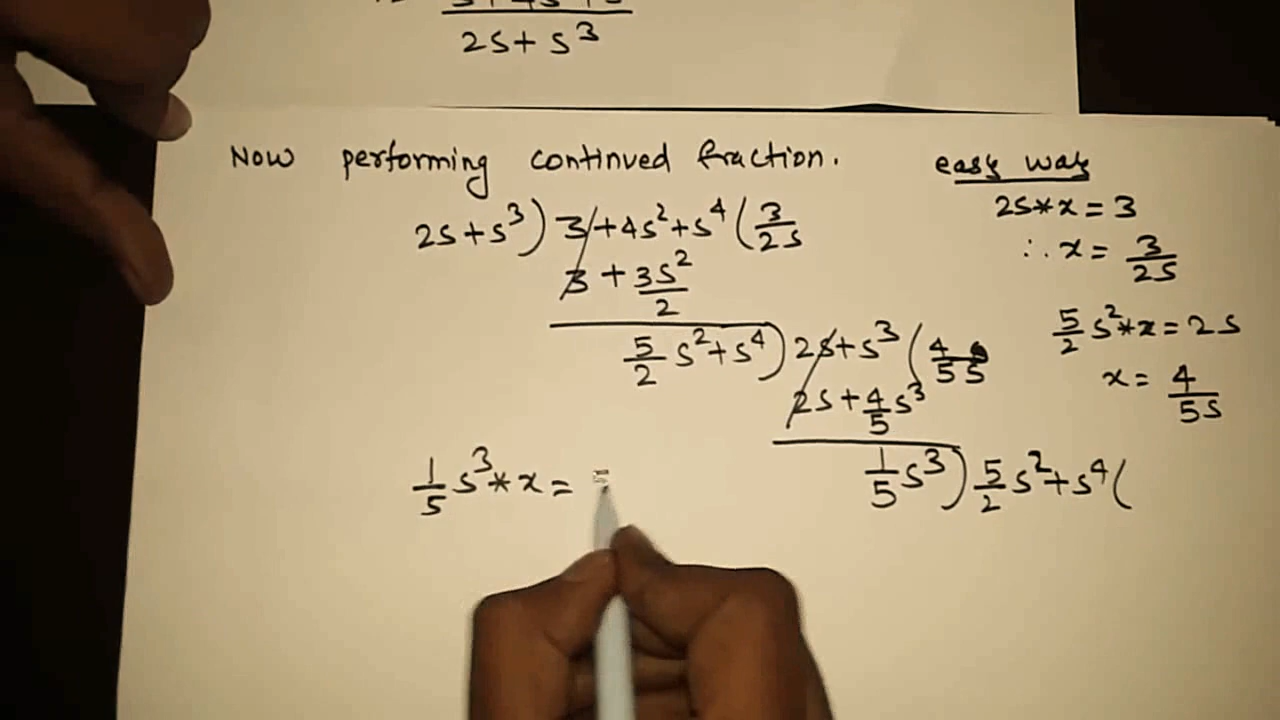 2s + s³
Now performing continued fraction.
easy way
2s + s³ ) 3 + 4s² + s⁴ ( 3/2s
2s * x = 3
3 + 3s²/2
∴ x = 3/2s
5/2 s² + s⁴ ) 2s + s³ ( 4/5s
5/2 s² * x = 2s
2s + 4/5 s³
x = 4/5s
1/5 s³ ) 5/2 s² + s⁴ (
1/5 s³ * x =